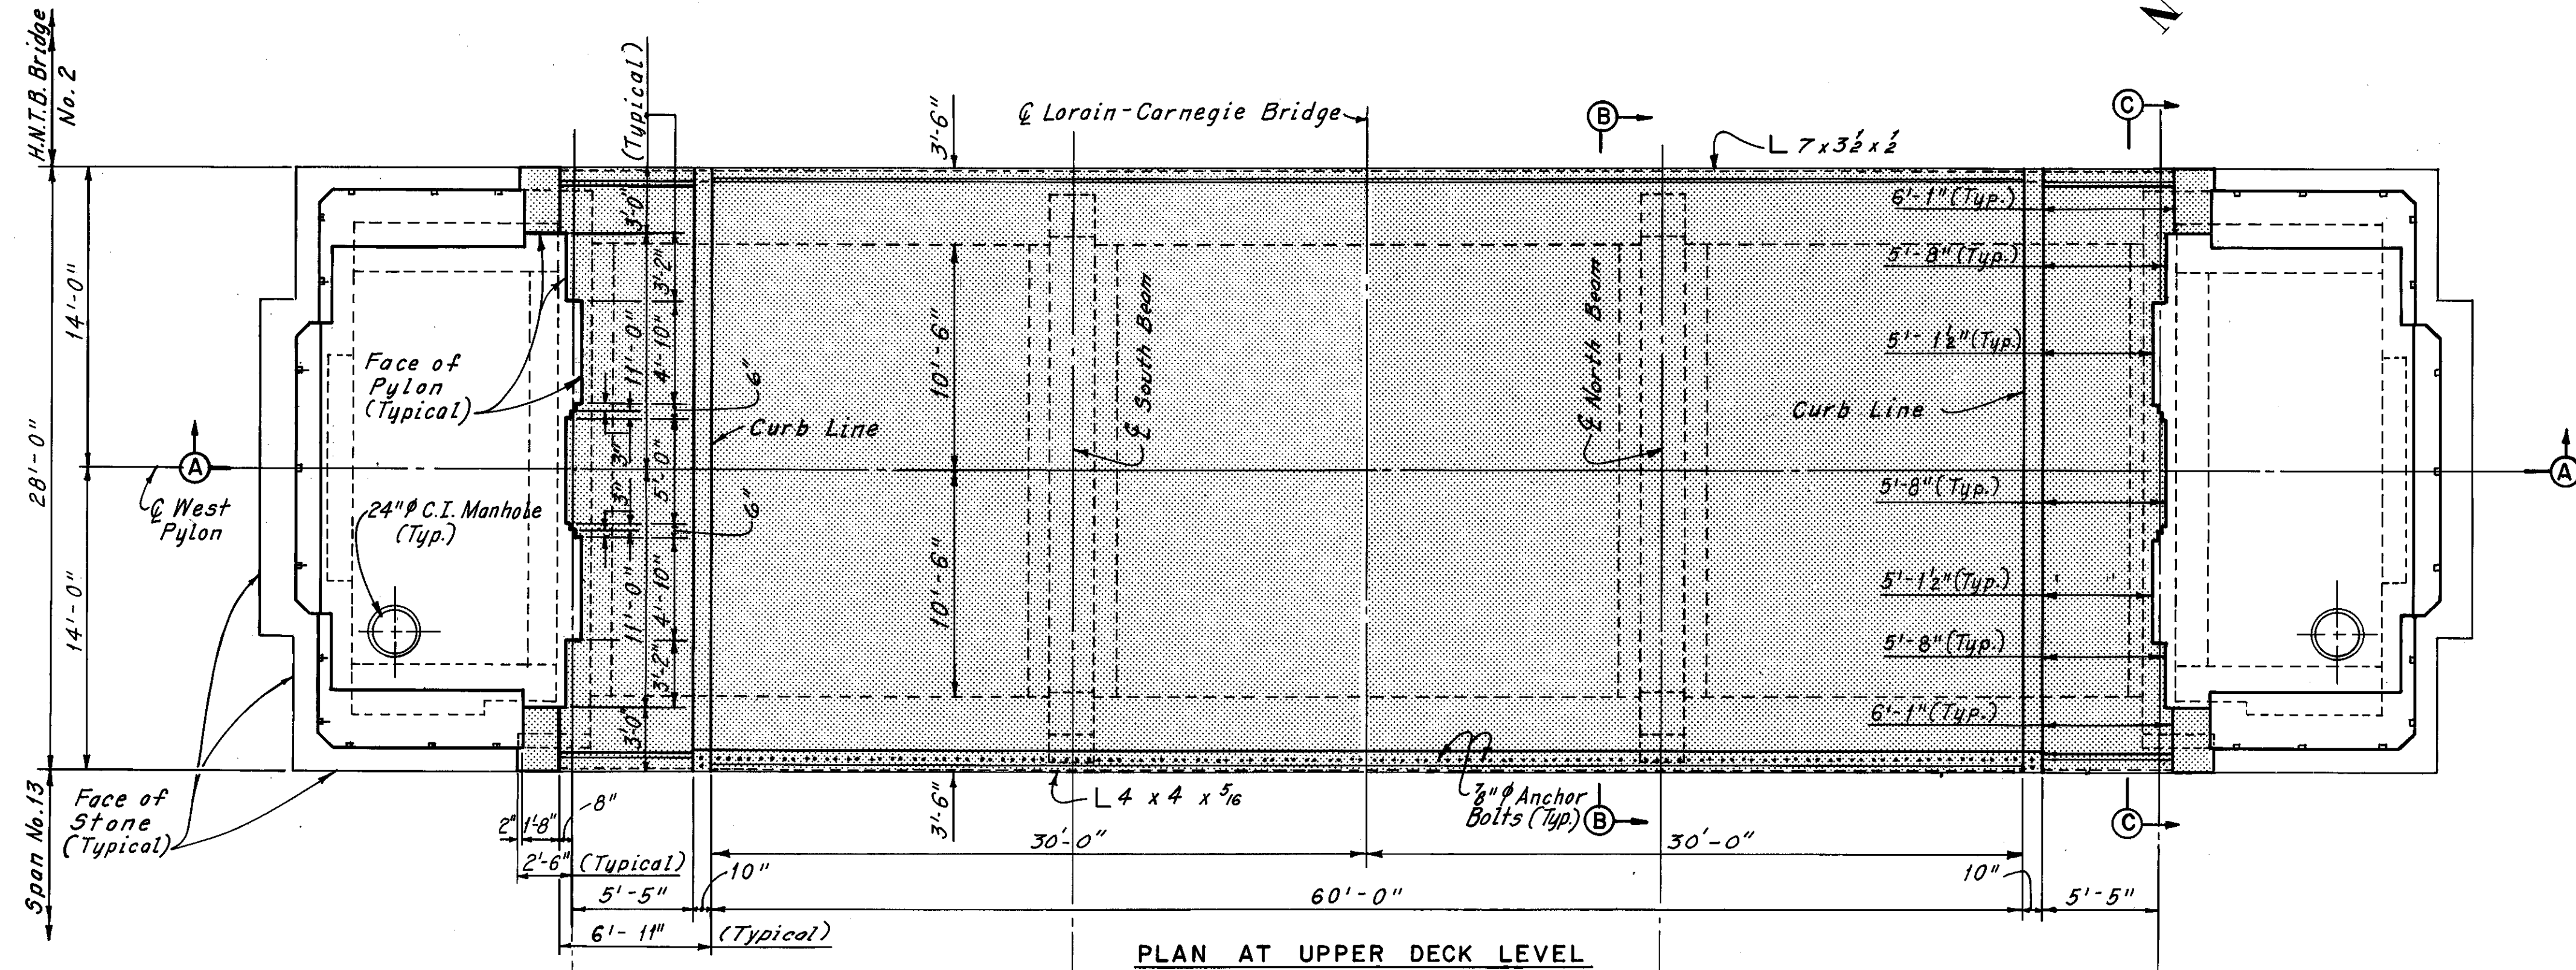 H.N.T.B. Bridge
No. 2
28'-0"
14'-0"
14'-0"
Span No.13
A
℄ West
Pylon
Face of
Stone
(Typical)
Face of
Pylon
(Typical)
24"φ C.I. Manhole
(Typ.)
(Typical)
3'-0"
3'-2"
11'-0"
4'-10"
6"
3"
5'-0"
3"
6"
11'-0"
4'-10"
3'-2"
3'-0"
Curb Line
3'-6"
10'-6"
10'-6"
3'-6"
℄ Lorain-Carnegie Bridge
℄ South Beam
℄ North Beam
B
L 7 x 3½ x ½
C
N
6'-1" (Typ.)
5'-8" (Typ.)
5'-1½" (Typ.)
Curb Line
5'-8" (Typ.)
5'-1½" (Typ.)
5'-8" (Typ.)
6'-1" (Typ.)
A
L 4 x 4 x 5/16
⅞"φ Anchor
Bolts (Typ.)
B
C
8"
2"
1'-8"
2'-6" (Typical)
30'-0"
30'-0"
5'-5"
10"
60'-0"
10"
5'-5"
6'-11" (Typical)
PLAN AT UPPER DECK LEVEL